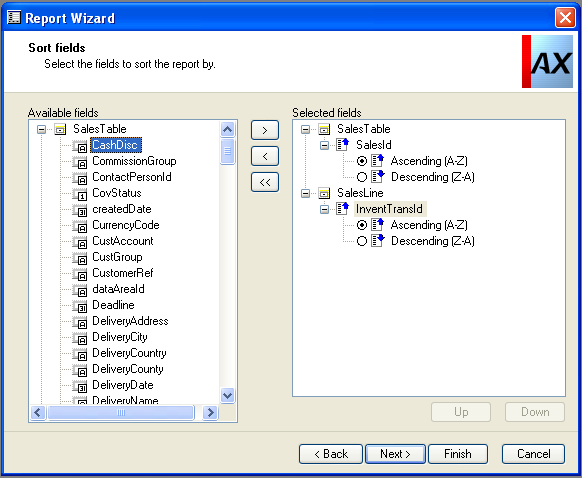 Report Wizard
Sort fields
Select the fields to sort the report by.
AX
Available fields
SalesTable
CashDisc
CommissionGroup
ContactPersonId
CovStatus
createdDate
CurrencyCode
CustAccount
CustGroup
CustomerRef
dataAreaId
Deadline
DeliveryAddress
DeliveryCity
DeliveryCountry
DeliveryCounty
DeliveryDate
DeliveryName
>
<
<<
Selected fields
SalesTable
SalesId
Ascending (A-Z)
Descending (Z-A)
SalesLine
InventTransId
Ascending (A-Z)
Descending (Z-A)
Up
Down
< Back
Next >
Finish
Cancel